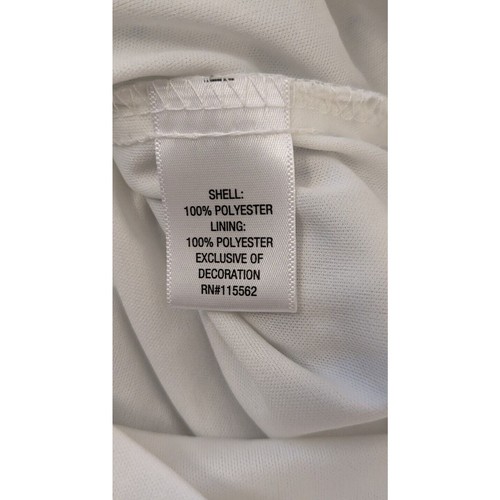 SHELL:
100% POLYESTER
LINING:
100% POLYESTER
EXCLUSIVE OF
DECORATION
RN#115562